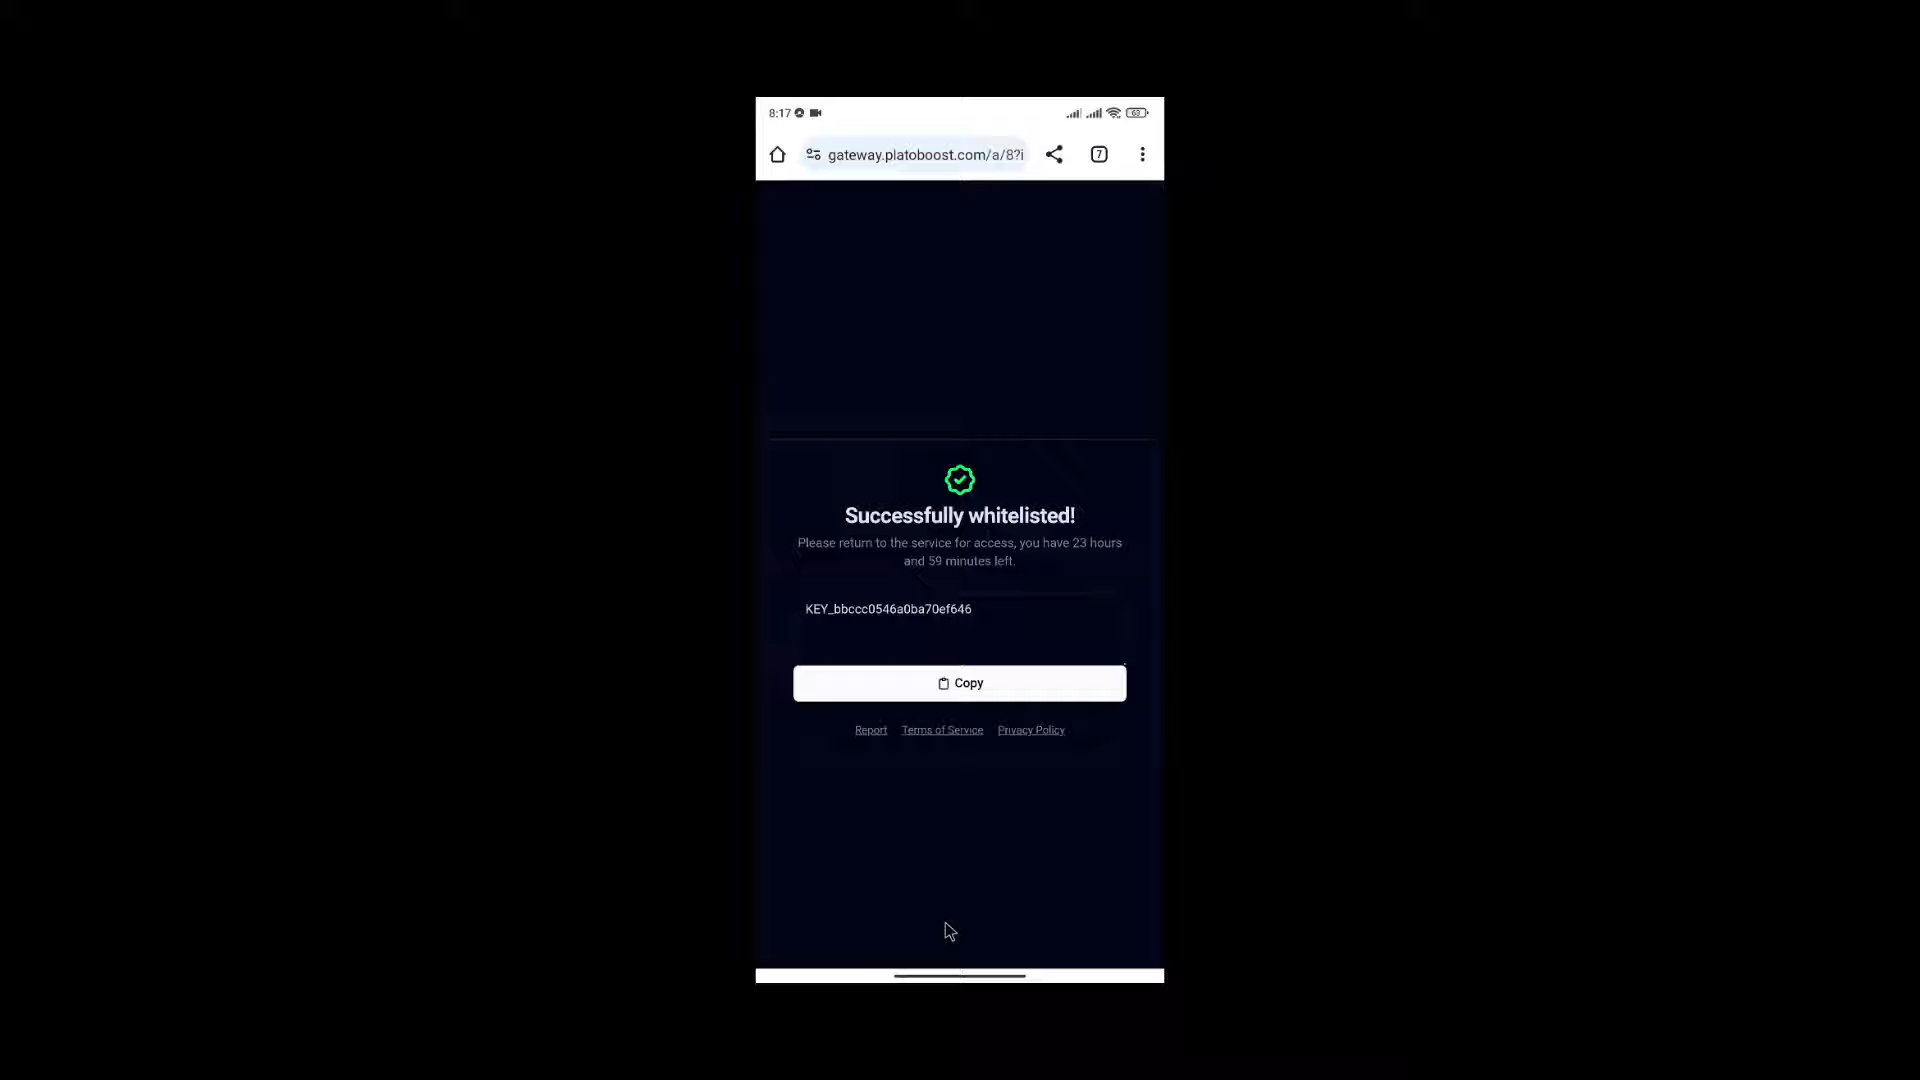 8:17
63
gateway.platoboost.com/a/8?i
7
Successfully whitelisted!
Please return to the service for access, you have 23 hours
and 59 minutes left.
KEY_bbccc0546a0ba70ef646
Copy
Report Terms of Service Privacy Policy